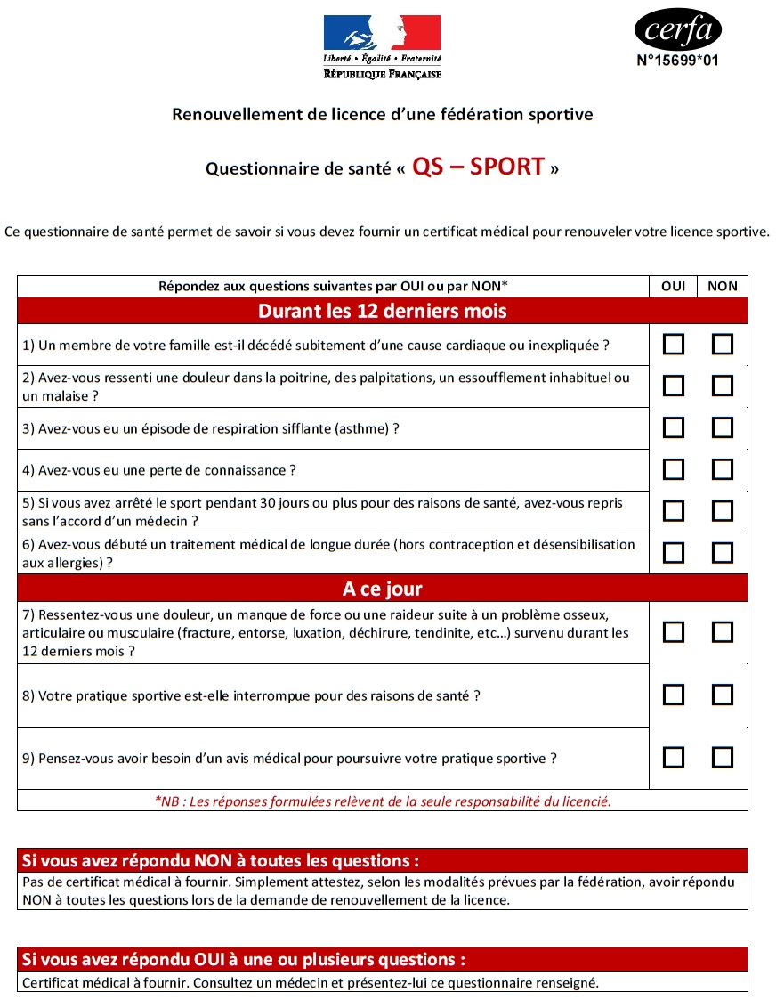 Liberté • Égalité • Fraternité
RÉPUBLIQUE FRANÇAISE
cerfa
N°15699*01
Renouvellement de licence d’une fédération sportive
Questionnaire de santé « QS – SPORT »
Ce questionnaire de santé permet de savoir si vous devez fournir un certificat médical pour renouveler votre licence sportive.
Répondez aux questions suivantes par OUI ou par NON* OUI NON
Durant les 12 derniers mois
1) Un membre de votre famille est-il décédé subitement d’une cause cardiaque ou inexpliquée ?
2) Avez-vous ressenti une douleur dans la poitrine, des palpitations, un essoufflement inhabituel ou
un malaise ?
3) Avez-vous eu un épisode de respiration sifflante (asthme) ?
4) Avez-vous eu une perte de connaissance ?
5) Si vous avez arrêté le sport pendant 30 jours ou plus pour des raisons de santé, avez-vous repris
sans l’accord d’un médecin ?
6) Avez-vous débuté un traitement médical de longue durée (hors contraception et désensibilisation
aux allergies) ?
A ce jour
7) Ressentez-vous une douleur, un manque de force ou une raideur suite à un problème osseux,
articulaire ou musculaire (fracture, entorse, luxation, déchirure, tendinite, etc…) survenu durant les
12 derniers mois ?
8) Votre pratique sportive est-elle interrompue pour des raisons de santé ?
9) Pensez-vous avoir besoin d’un avis médical pour poursuivre votre pratique sportive ?
*NB : Les réponses formulées relèvent de la seule responsabilité du licencié.
Si vous avez répondu NON à toutes les questions :
Pas de certificat médical à fournir. Simplement attestez, selon les modalités prévues par la fédération, avoir répondu
NON à toutes les questions lors de la demande de renouvellement de la licence.
Si vous avez répondu OUI à une ou plusieurs questions :
Certificat médical à fournir. Consultez un médecin et présentez-lui ce questionnaire renseigné.